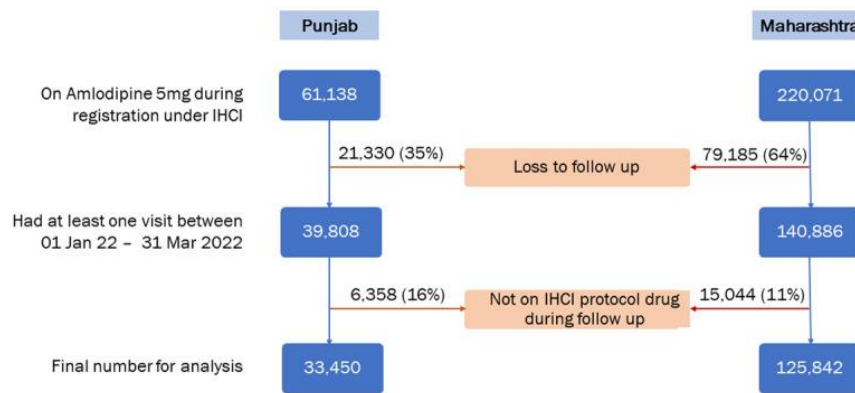 Punjab
Maharashtra
On Amlodipine 5mg during
registration under IHCI
61,138
220,071
21,330 (35%)
Loss to follow up
79,185 (64%)
Had at least one visit between
01 Jan 22 – 31 Mar 2022
39,808
140,886
6,358 (16%)
Not on IHCI protocol drug
during follow up
15,044 (11%)
Final number for analysis
33,450
125,842